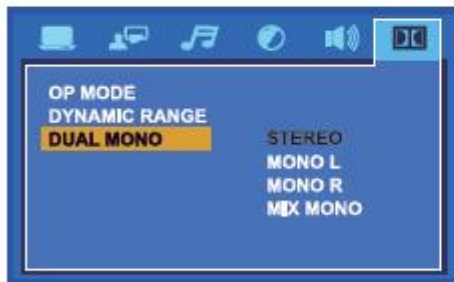 OP MODE
DYNAMIC RANGE
DUAL MONO
STEREO
MONO L
MONO R
MIX MONO